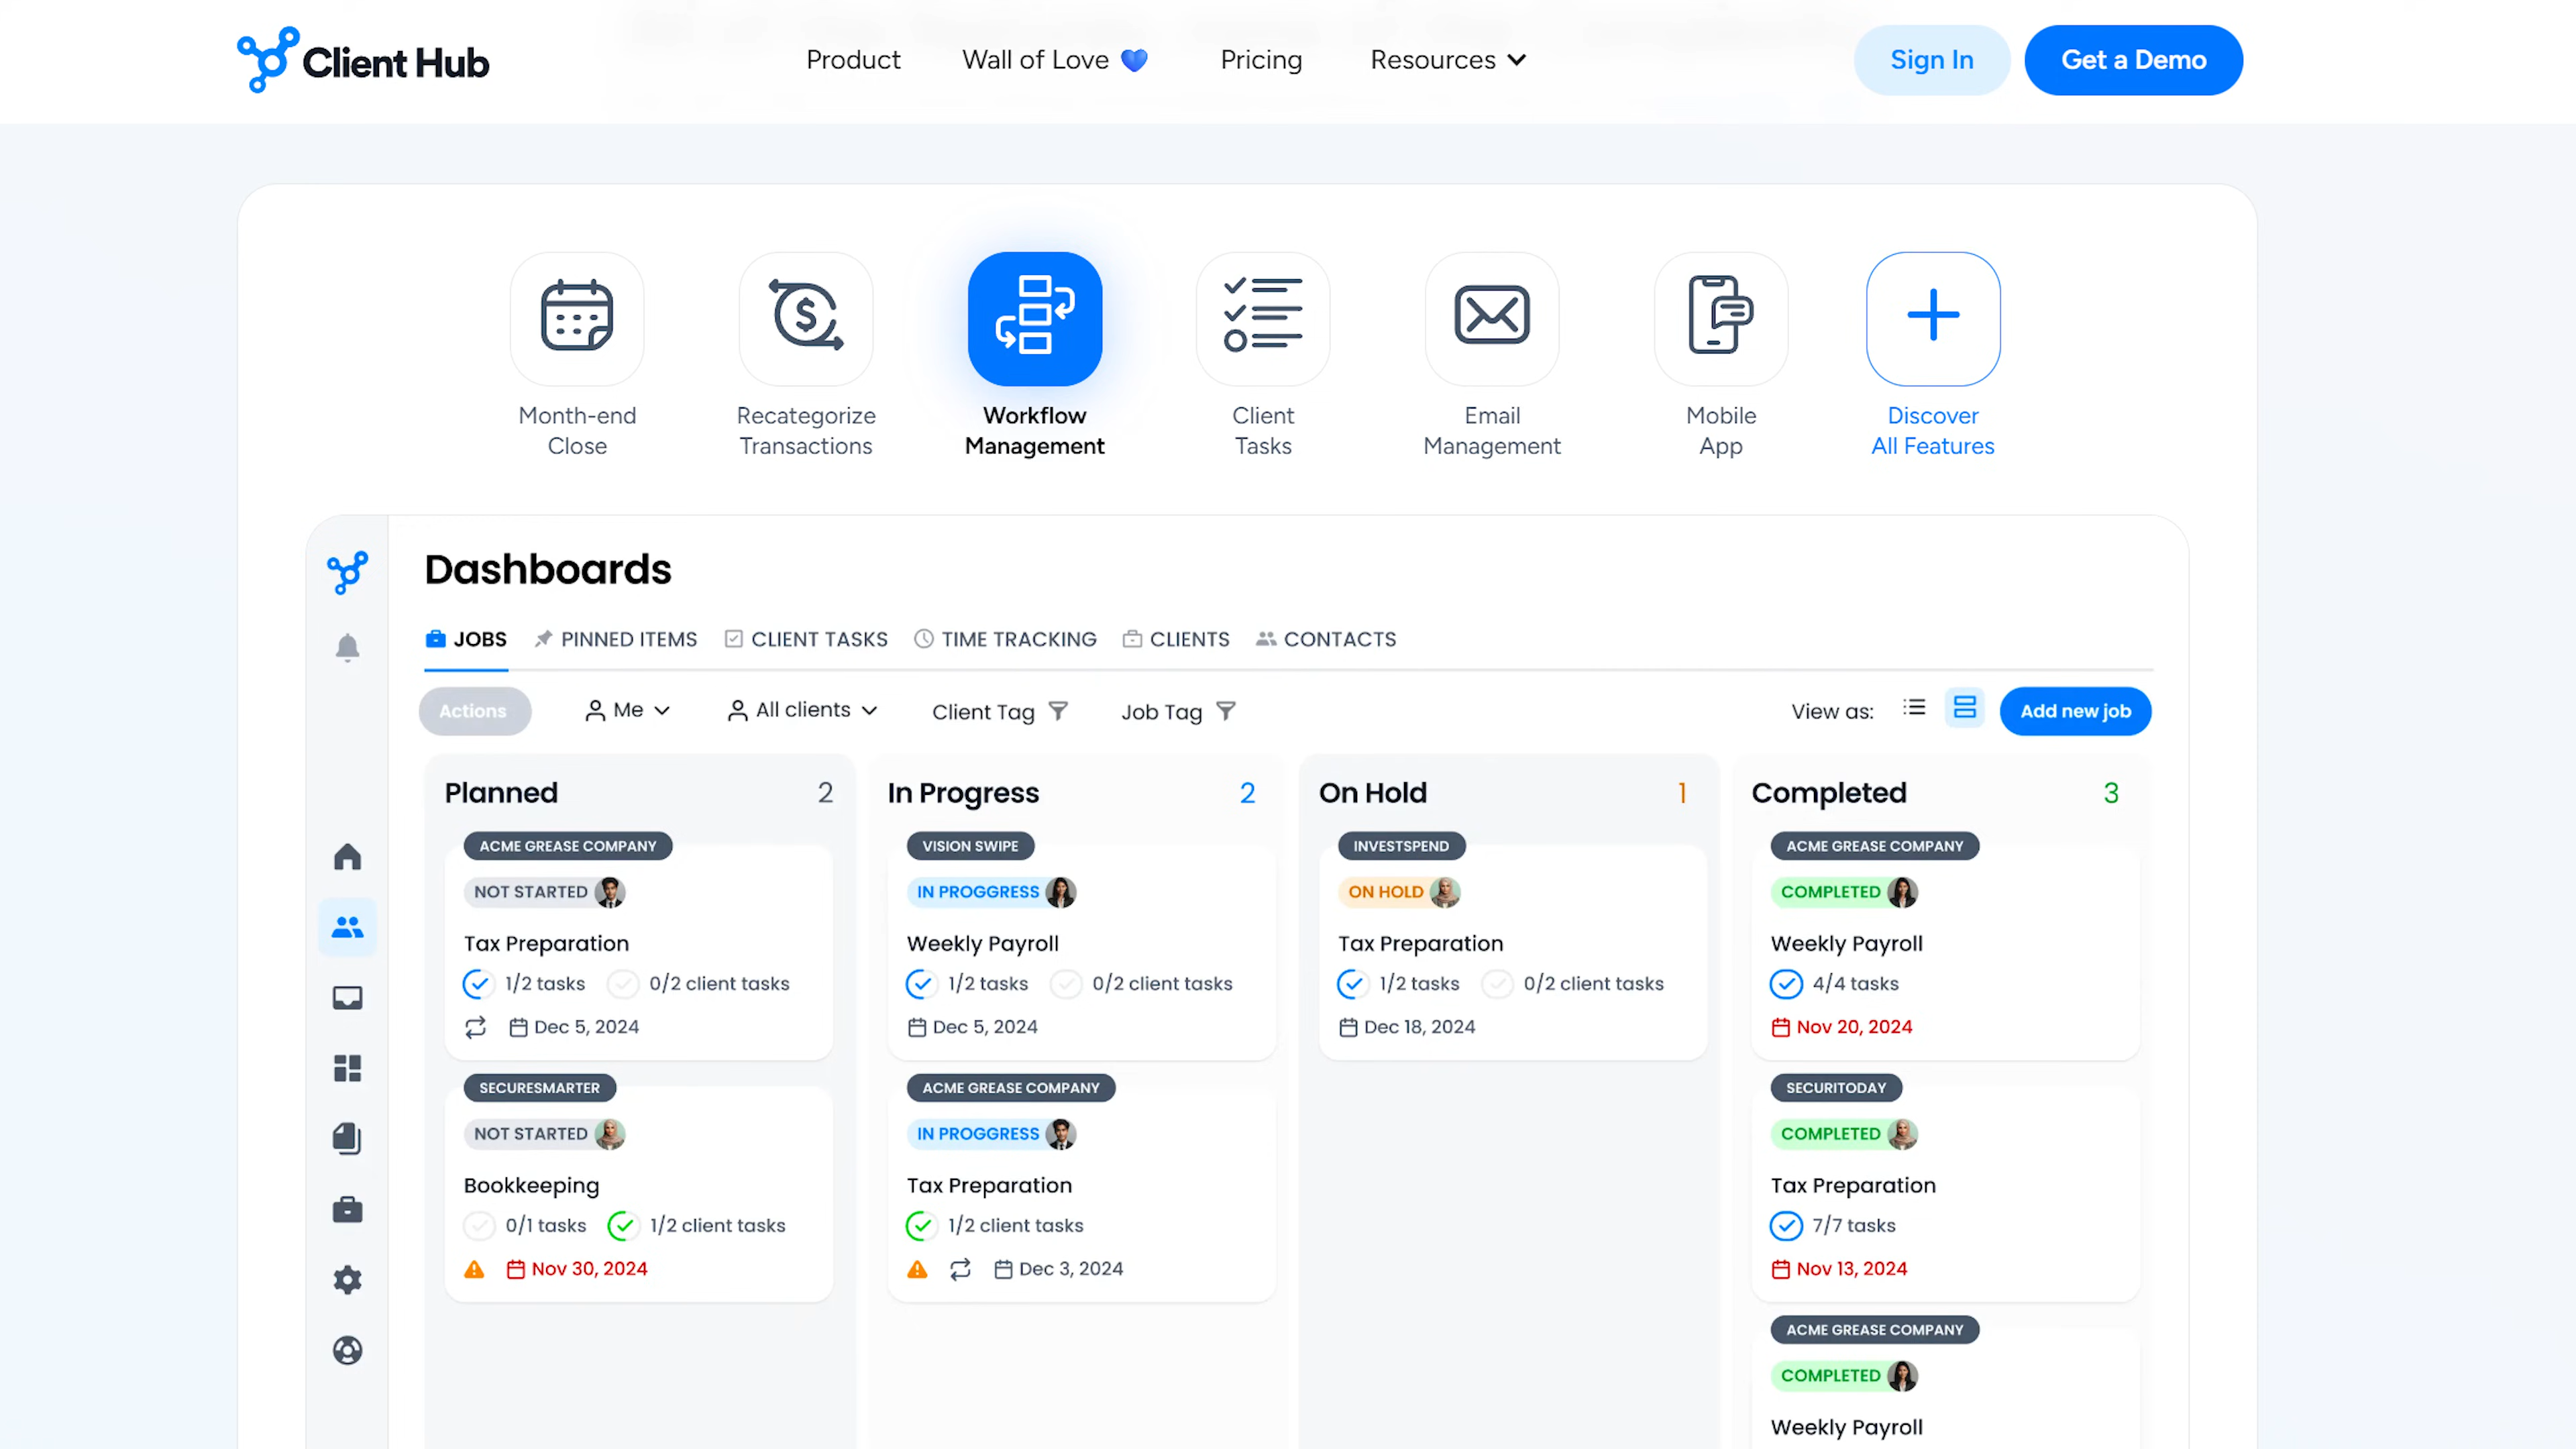 Client Hub
Product
Wall of Love
Pricing
Resources
Sign In
Get a Demo
Month-end
Close
Recategorize
Transactions
Workflow
Management
Client
Tasks
Email
Management
Mobile
App
Discover
All Features
Dashboards
JOBS
PINNED ITEMS
CLIENT TASKS
TIME TRACKING
CLIENTS
CONTACTS
Actions
Me
All clients
Client Tag
Job Tag
View as:
Add new job
Planned 2
ACME GREASE COMPANY
NOT STARTED
Tax Preparation
1/2 tasks 0/2 client tasks
Dec 5, 2024
SECURESMARTER
NOT STARTED
Bookkeeping
0/1 tasks 1/2 client tasks
Nov 30, 2024
In Progress 2
VISION SWIPE
IN PROGGRESS
Weekly Payroll
1/2 tasks 0/2 client tasks
Dec 5, 2024
ACME GREASE COMPANY
IN PROGGRESS
Tax Preparation
1/2 client tasks
Dec 3, 2024
On Hold 1
INVESTSPEND
ON HOLD
Tax Preparation
1/2 tasks 0/2 client tasks
Dec 18, 2024
Completed 3
ACME GREASE COMPANY
COMPLETED
Weekly Payroll
4/4 tasks
Nov 20, 2024
SECURITODAY
COMPLETED
Tax Preparation
7/7 tasks
Nov 13, 2024
ACME GREASE COMPANY
COMPLETED
Weekly Payroll